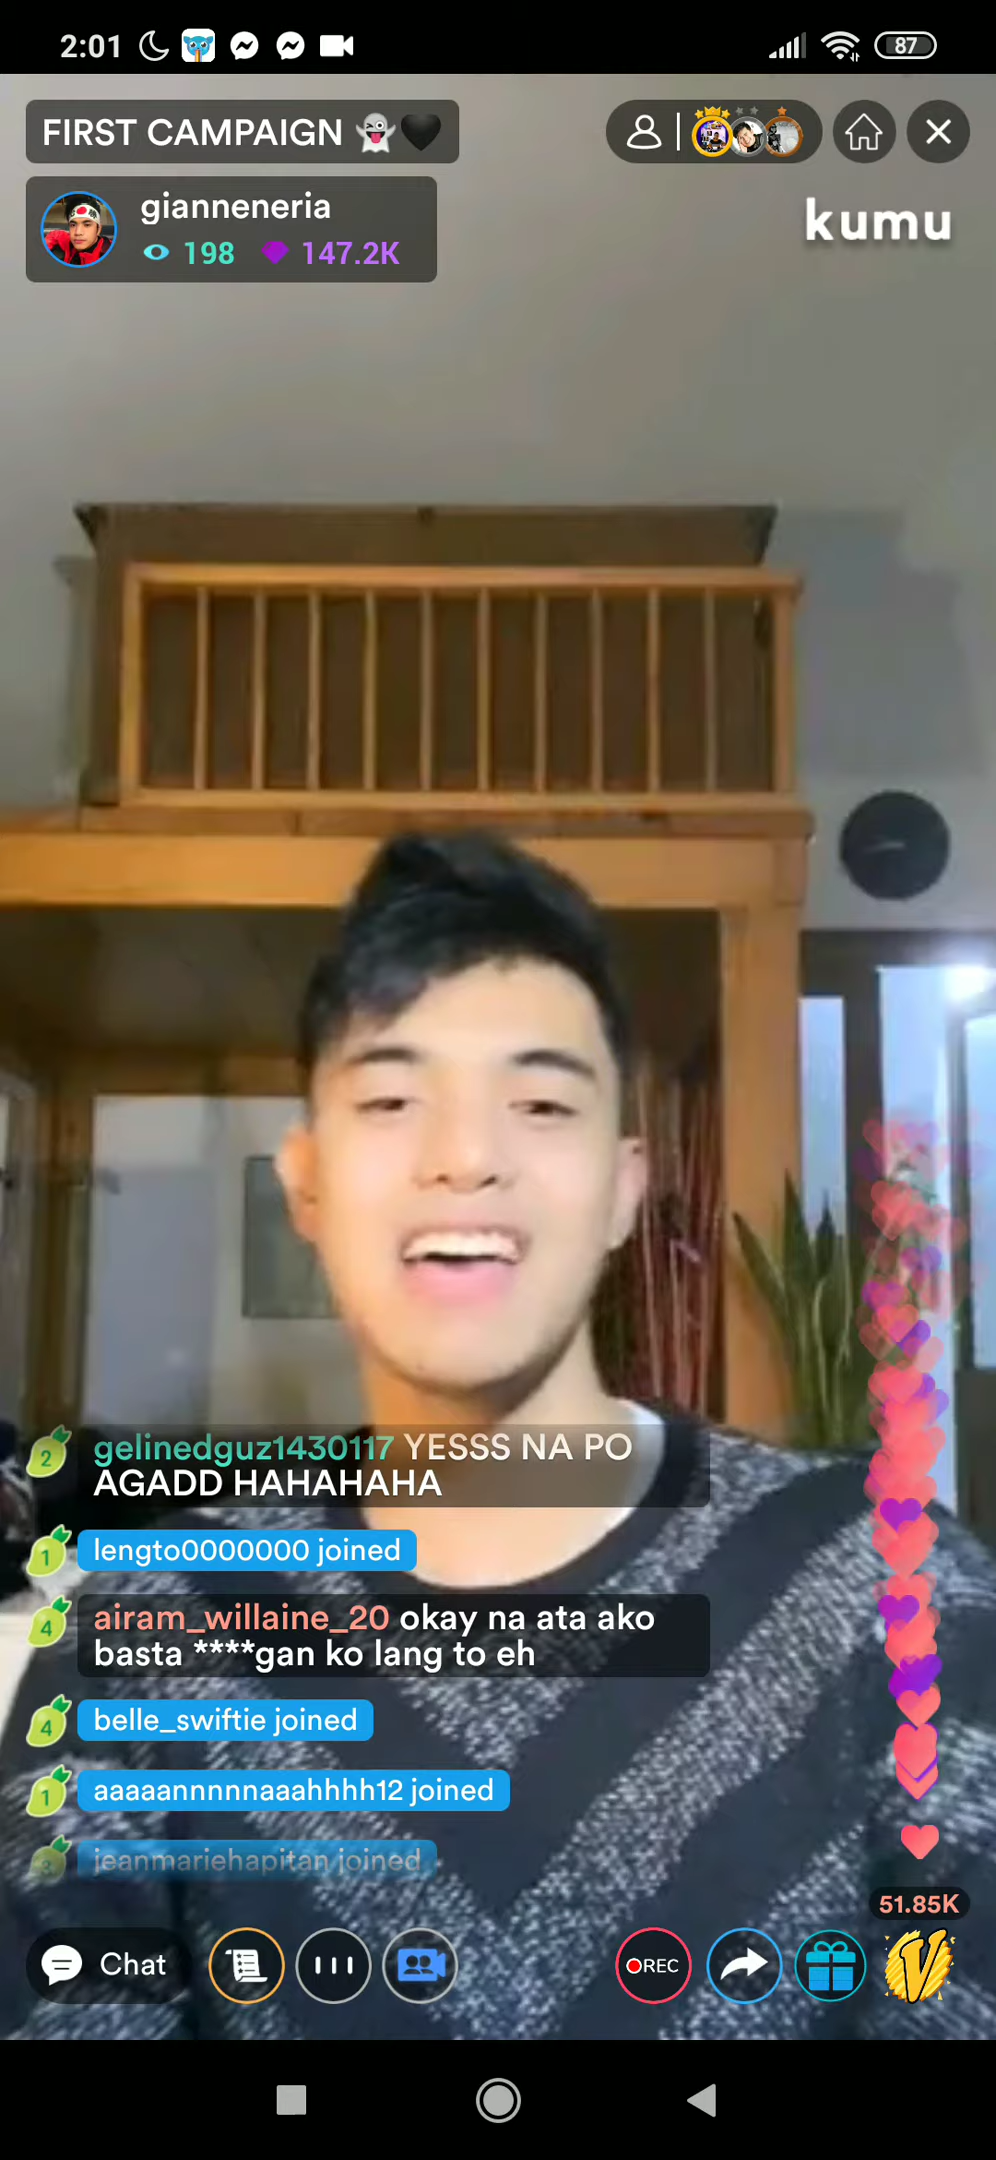 2:01
87
FIRST CAMPAIGN 👻🖤
gianneneria
198 147.2K
kumu
2 gelinedguz1430117 YESSS NA PO
AGADD HAHAHAHA
1 lengto0000000 joined
4 airam_willaine_20 okay na ata ako
basta ****gan ko lang to eh
4 belle_swiftie joined
1 aaaaannnnnaaahhhh12 joined
3 jeanmariehapitan joined
51.85K
Chat
REC
V